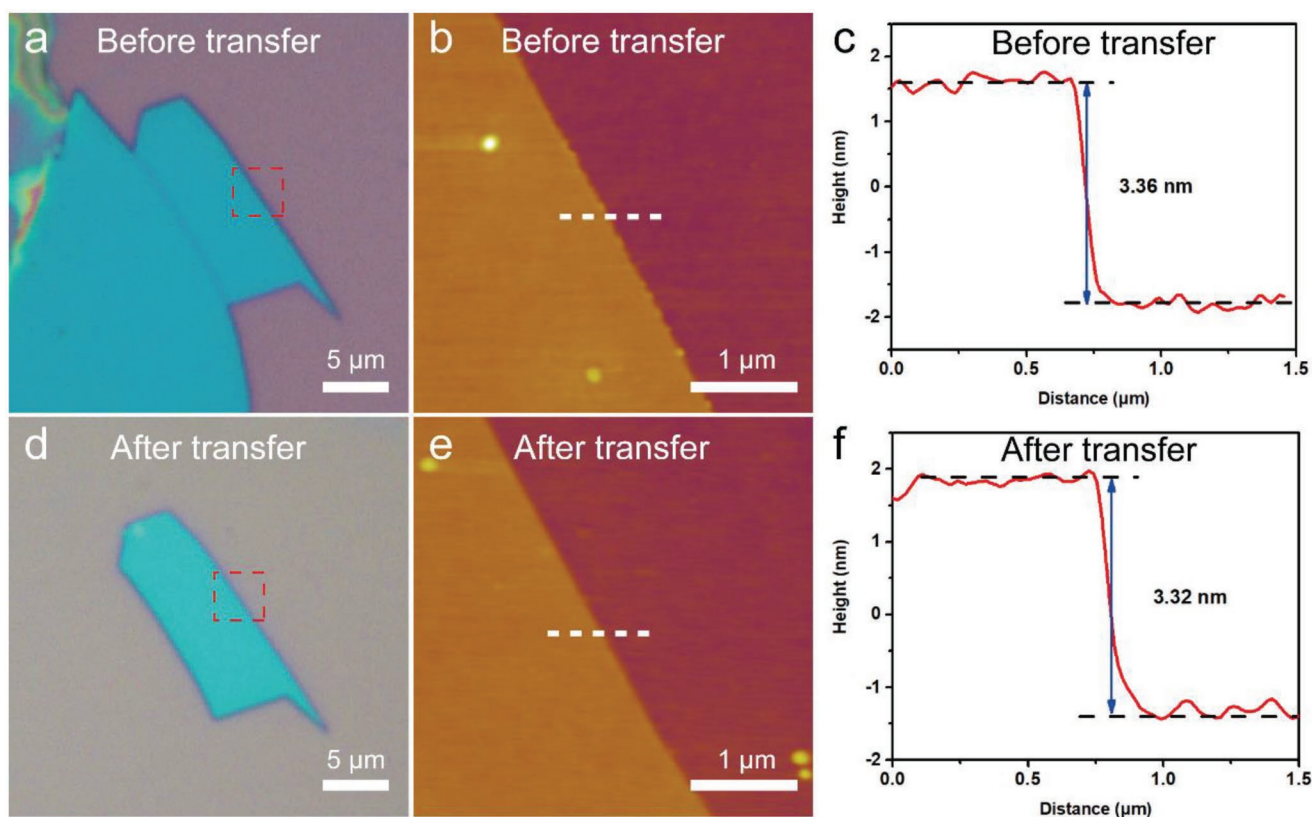 a Before transfer
5 μm
b Before transfer
1 μm
c Before transfer
2
1
0
-1
-2
Height (nm)
3.36 nm
0.0 0.5 1.0 1.5
Distance (μm)
d After transfer
5 μm
e After transfer
1 μm
f After transfer
2
1
0
-1
-2
Height (nm)
3.32 nm
0.0 0.5 1.0 1.5
Distance (μm)